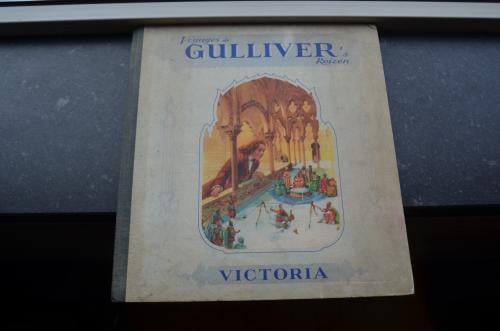 Voyages de
GULLIVER's
Reizen
VICTORIA